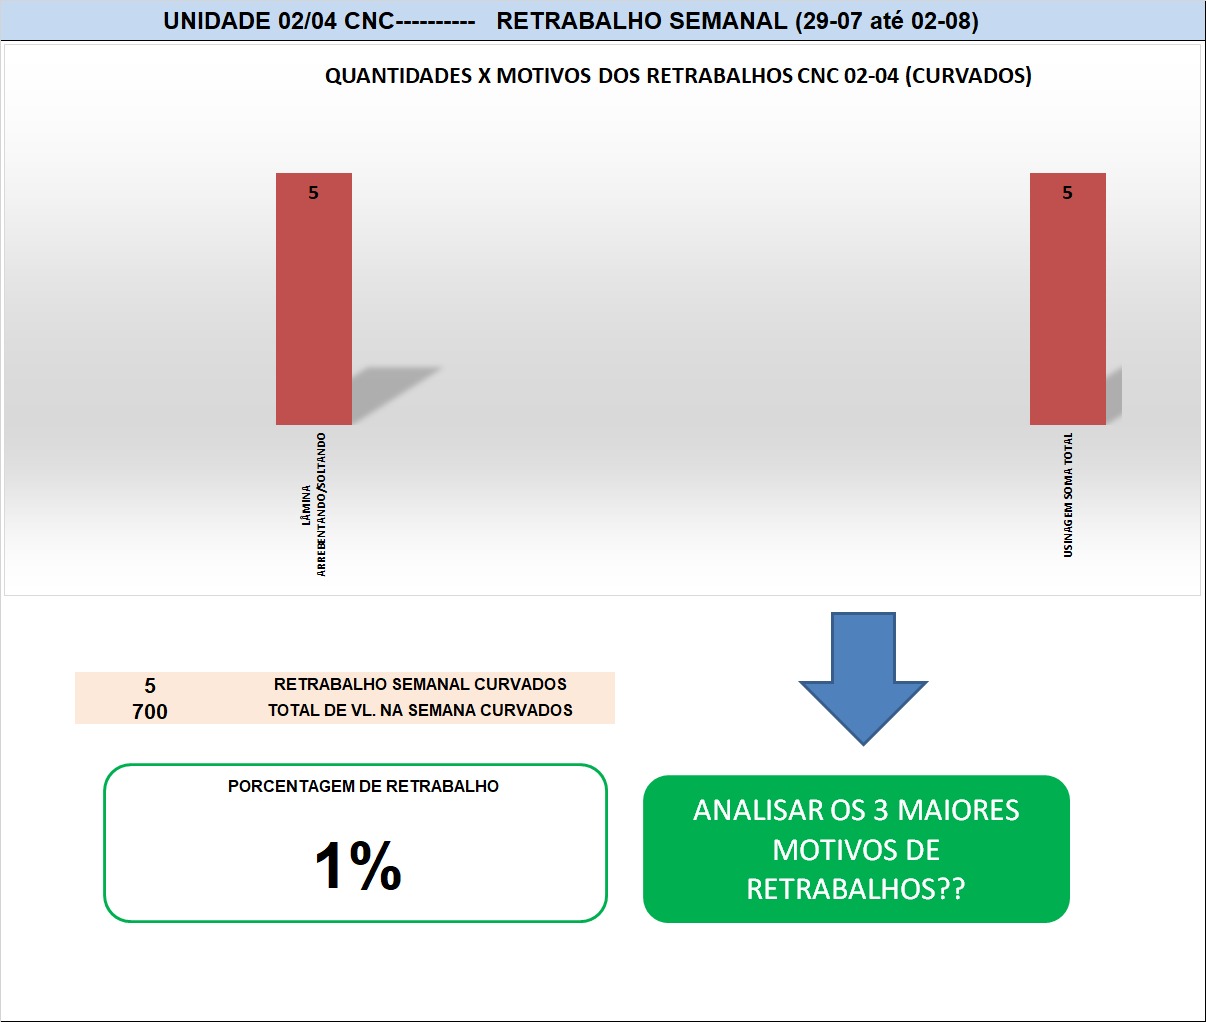 UNIDADE 02/04 CNC---------- RETRABALHO SEMANAL (29-07 até 02-08)
QUANTIDADES X MOTIVOS DOS RETRABALHOS CNC 02-04 (CURVADOS)
5
5
LÂMINA
ARREBENTANDO/SOLTANDO
USINAGEM SOMA TOTAL
5 RETRABALHO SEMANAL CURVADOS
700 TOTAL DE VL. NA SEMANA CURVADOS
PORCENTAGEM DE RETRABALHO
1%
ANALISAR OS 3 MAIORES
MOTIVOS DE
RETRABALHOS??